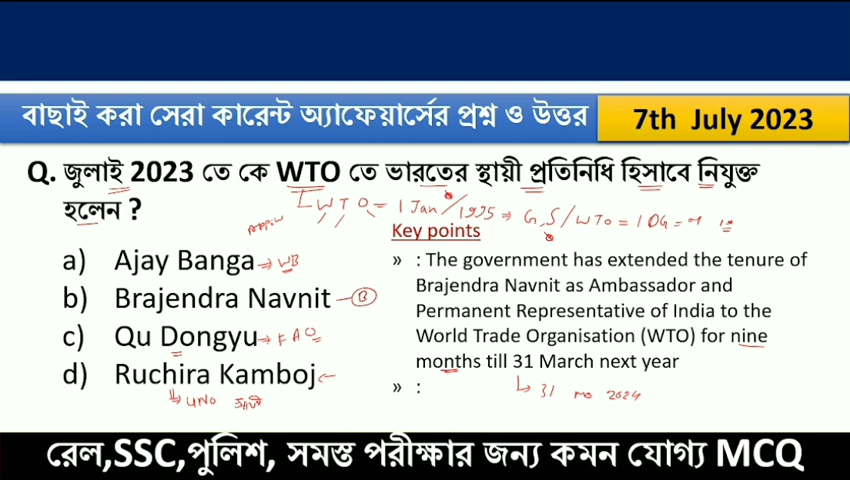 বাছাই করা সেরা কারেন্ট অ্যাফেয়ার্সের প্রশ্ন ও উত্তর
7th July 2023
Q. জুলাই 2023 তে কে WTO তে ভারতের স্থায়ী প্রতিনিধি হিসাবে নিযুক্ত
হলেন ?
WTO = 1 Jan / 1995 ⇒ G.S / WTO = 1 DG =
Key points
a) Ajay Banga → WB
b) Brajendra Navnit — B
c) Qu Dongyu → FAO
d) Ruchira Kamboj
UNO
» : The government has extended the tenure of
Brajendra Navnit as Ambassador and
Permanent Representative of India to the
World Trade Organisation (WTO) for nine
months till 31 March next year
» :
31 2024
রেল,SSC,পুলিশ, সমস্ত পরীক্ষার জন্য কমন যোগ্য MCQ